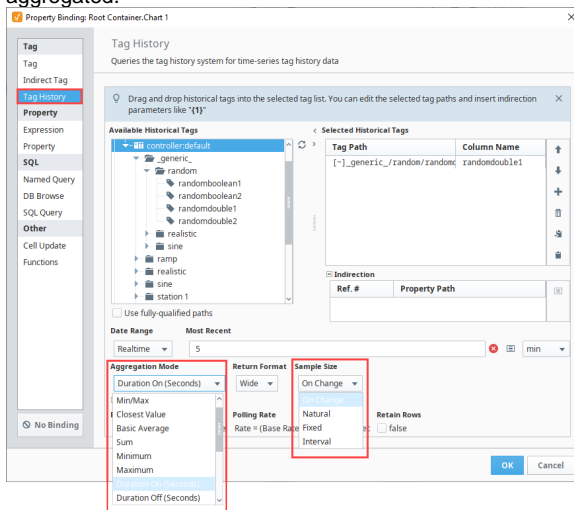 aggregated.
Property Binding: Root Container.Chart 1
Tag
Tag
Indirect Tag
Tag History
Property
Expression
Property
SQL
Named Query
DB Browse
SQL Query
Other
Cell Update
Functions
No Binding
Tag History
Queries the tag history system for time-series tag history data
Drag and drop historical tags into the selected tag list. You can edit the selected tag paths and insert indirection
parameters like "{1}"
Available Historical Tags
controller:default
_generic_
random
randomboolean1
randomboolean2
randomdouble1
randomdouble2
realistic
sine
ramp
realistic
sine
station 1
Use fully-qualified paths
Selected Historical Tags
Tag Path Column Name
[~]_generic_/random/randomd randomdouble1
Indirection
Ref. # Property Path
Date Range Most Recent
Realtime 5 min
Aggregation Mode Return Format Sample Size
Duration On (Seconds) Wide On Change
Min/Max
Closest Value
Basic Average
Sum
Minimum
Maximum
Duration On (Seconds)
Duration Off (Seconds)
On Change
Natural
Fixed
Interval
Polling Rate Retain Rows
Rate = (Base Rate false
OK Cancel